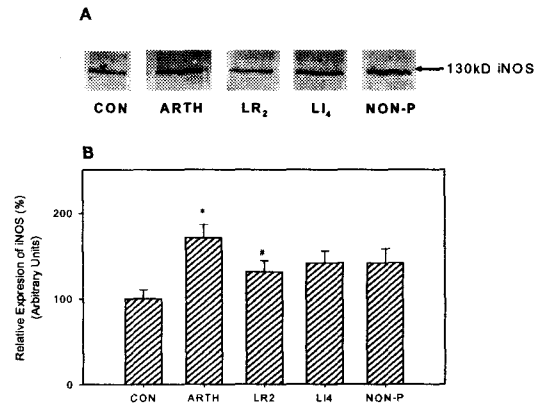 A
130kD iNOS
CON ARTH LR₂ LI₄ NON-P
B
Relative Expresion of iNOS (%)
(Arbitrary Units)
200
100
0
*
#
CON ARTH LR2 LI4 NON-P